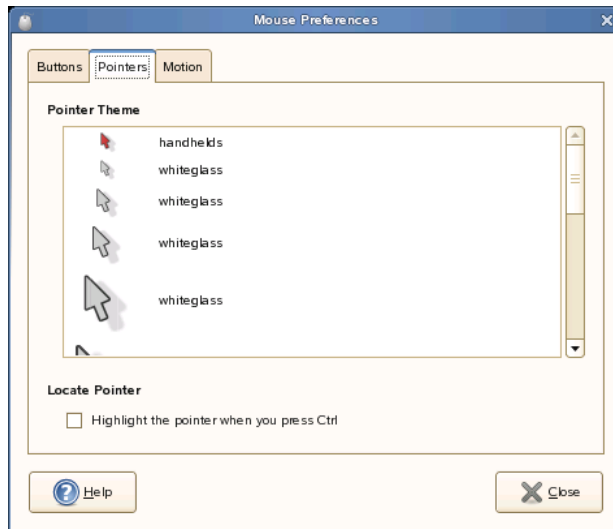 Mouse Preferences
Buttons Pointers Motion
Pointer Theme
handhelds
whiteglass
whiteglass
whiteglass
whiteglass
Locate Pointer
Highlight the pointer when you press Ctrl
Help Close